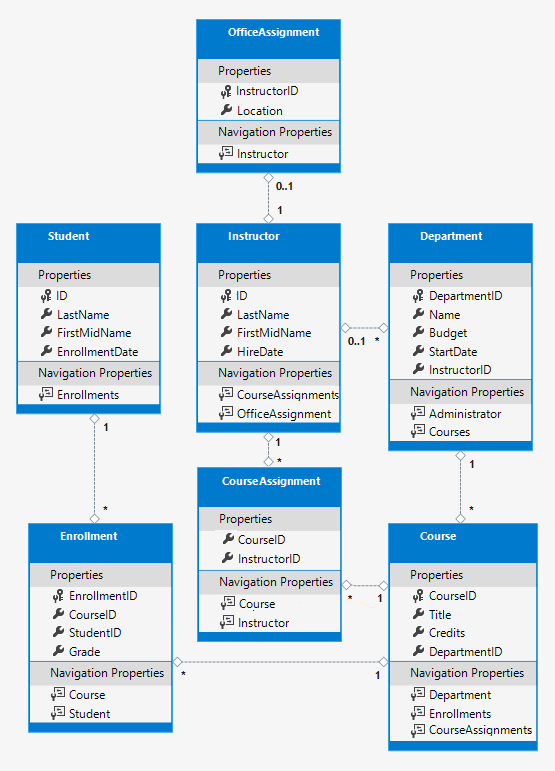 OfficeAssignment
Properties
InstructorID
Location
Navigation Properties
Instructor
0..1
1
Student
Properties
ID
LastName
FirstMidName
EnrollmentDate
Navigation Properties
Enrollments
1
*
Instructor
Properties
ID
LastName
FirstMidName
HireDate
Navigation Properties
CourseAssignments
OfficeAssignment
0..1 *
1
*
Department
Properties
DepartmentID
Name
Budget
StartDate
InstructorID
Navigation Properties
Administrator
Courses
1
*
Enrollment
Properties
EnrollmentID
CourseID
StudentID
Grade
Navigation Properties
Course
Student
* 1
CourseAssignment
Properties
CourseID
InstructorID
Navigation Properties
Course
Instructor
* 1
Course
Properties
CourseID
Title
Credits
DepartmentID
Navigation Properties
Department
Enrollments
CourseAssignments